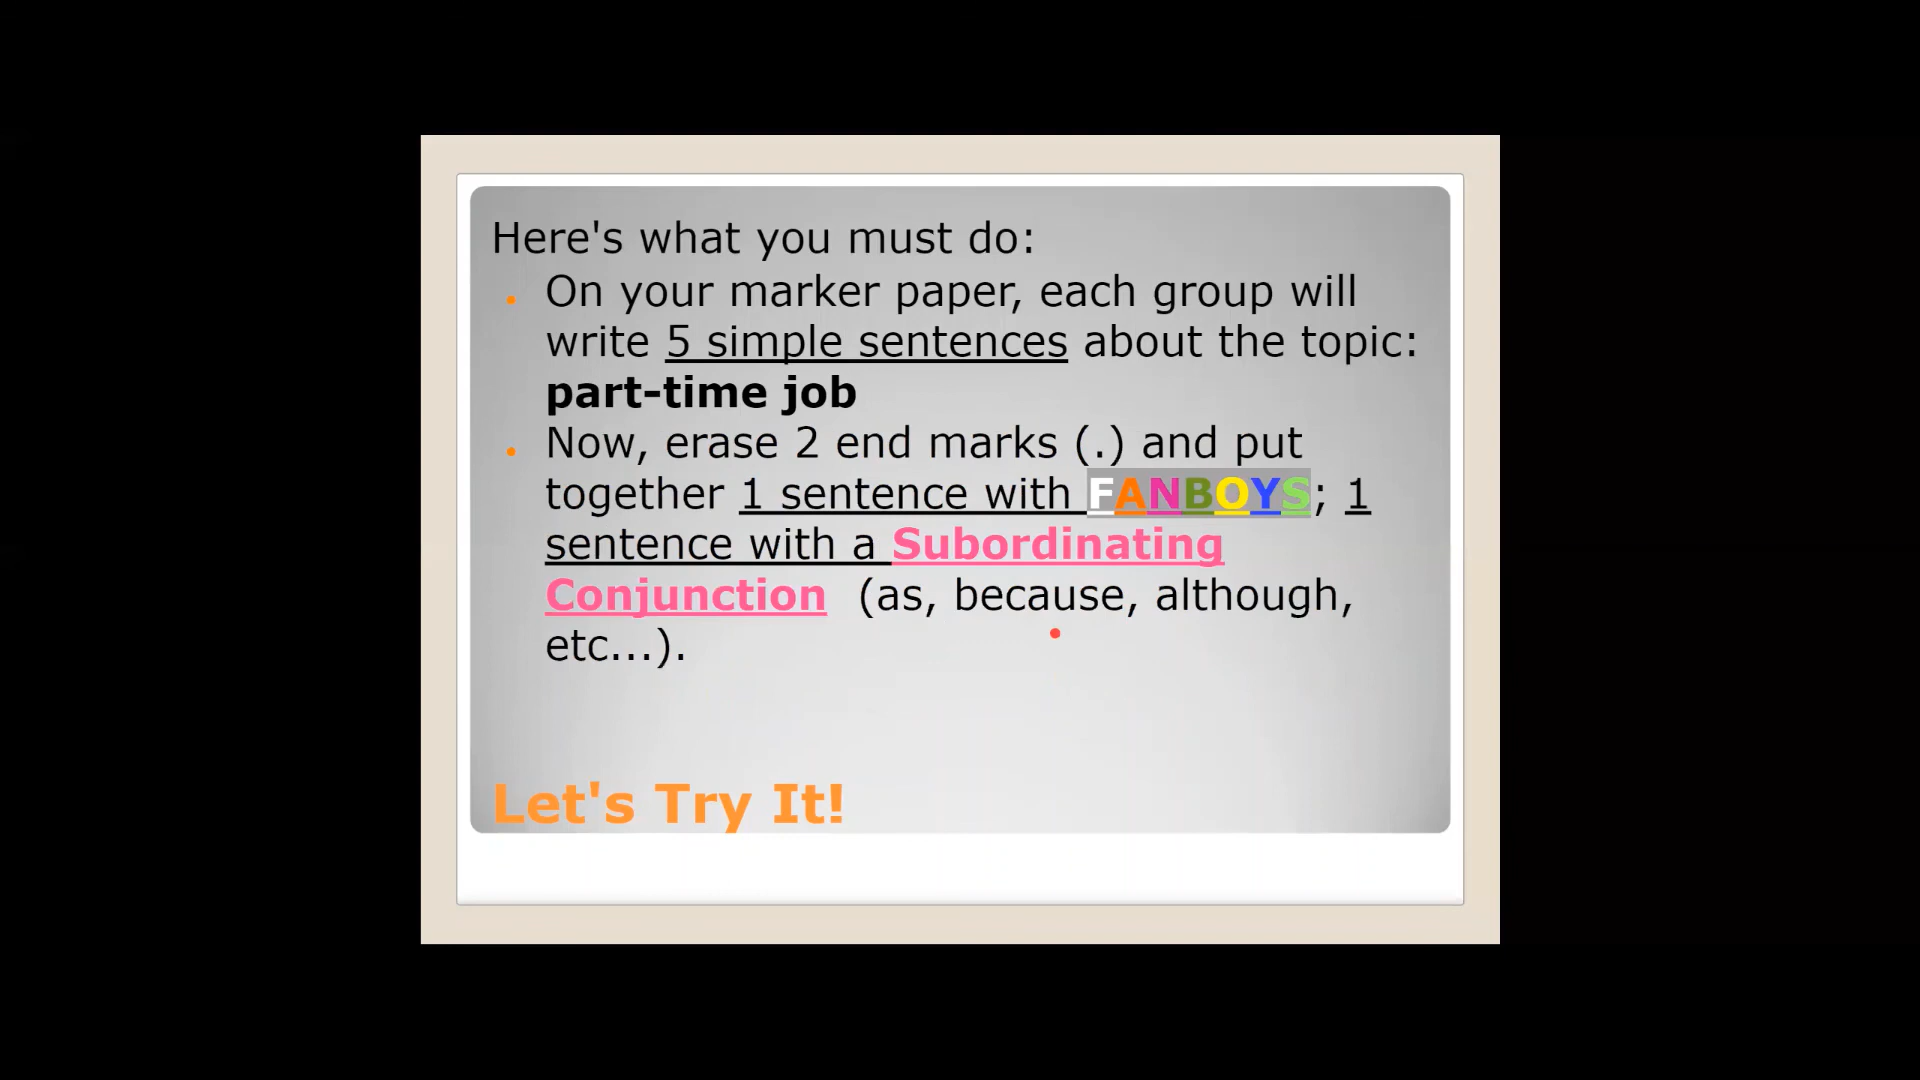 Here's what you must do:
On your marker paper, each group will
write 5 simple sentences about the topic:
part-time job
Now, erase 2 end marks (.) and put
together 1 sentence with FANBOYS; 1
sentence with a Subordinating
Conjunction (as, because, although,
etc...).
Let's Try It!